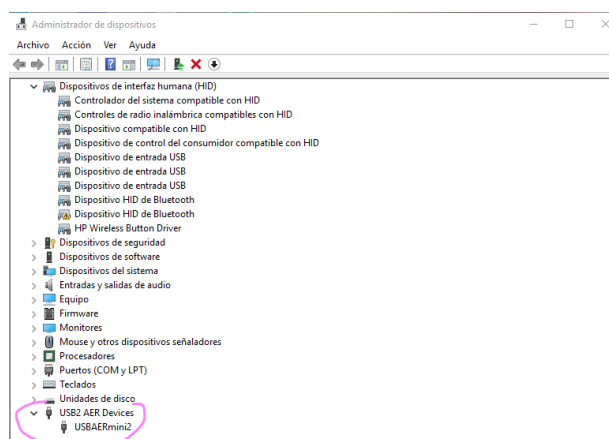 Administrador de dispositivos
Archivo Acción Ver Ayuda
Dispositivos de interfaz humana (HID)
Controlador del sistema compatible con HID
Controles de radio inalámbrica compatibles con HID
Dispositivo compatible con HID
Dispositivo de control del consumidor compatible con HID
Dispositivo de entrada USB
Dispositivo de entrada USB
Dispositivo de entrada USB
Dispositivo HID de Bluetooth
Dispositivo HID de Bluetooth
HP Wireless Button Driver
Dispositivos de seguridad
Dispositivos de software
Dispositivos del sistema
Entradas y salidas de audio
Equipo
Firmware
Monitores
Mouse y otros dispositivos señaladores
Procesadores
Puertos (COM y LPT)
Teclados
Unidades de disco
USB2 AER Devices
USBAERmini2